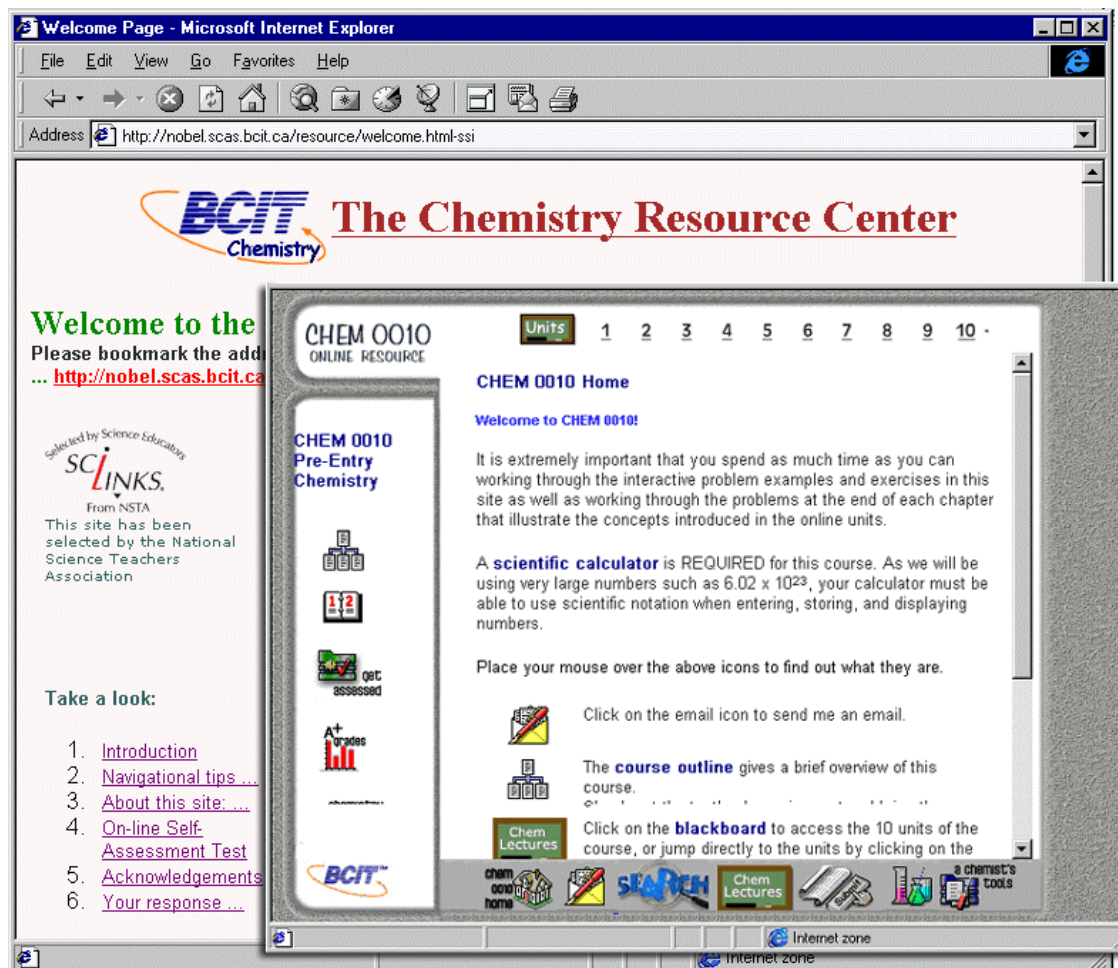 Welcome Page - Microsoft Internet Explorer
File Edit View Go Favorites Help
Address http://nobel.scas.bcit.ca/resource/welcome.html-ssi
BCIT
Chemistry
The Chemistry Resource Center
Welcome to the
Please bookmark the add
... http://nobel.scas.bcit.ca
Selected by Science Educators
SCI
LINKS.
From NSTA
This site has been
selected by the National
Science Teachers
Association
Take a look:
1. Introduction
2. Navigational tips ...
3. About this site: ...
4. On-line Self-
Assessment Test
5. Acknowledgements
6. Your response ...
CHEM 0010
ONLINE RESOURCE
Units 1 2 3 4 5 6 7 8 9 10 ·
CHEM 0010
Pre-Entry
Chemistry
1 2
get
assessed
A+
grades
BCIT™
CHEM 0010 Home
Welcome to CHEM 0010!
It is extremely important that you spend as much time as you can
working through the interactive problem examples and exercises in this
site as well as working through the problems at the end of each chapter
that illustrate the concepts introduced in the online units.
A scientific calculator is REQUIRED for this course. As we will be
using very large numbers such as 6.02 x 10²³, your calculator must be
able to use scientific notation when entering, storing, and displaying
numbers.
Place your mouse over the above icons to find out what they are.
Click on the email icon to send me an email.
The course outline gives a brief overview of this
course.
Chem
Lectures
Click on the blackboard to access the 10 units of the
course, or jump directly to the units by clicking on the
chem
0010
home
SEARCH
Chem
Lectures
a chemist's
tools
Internet zone
Internet zone